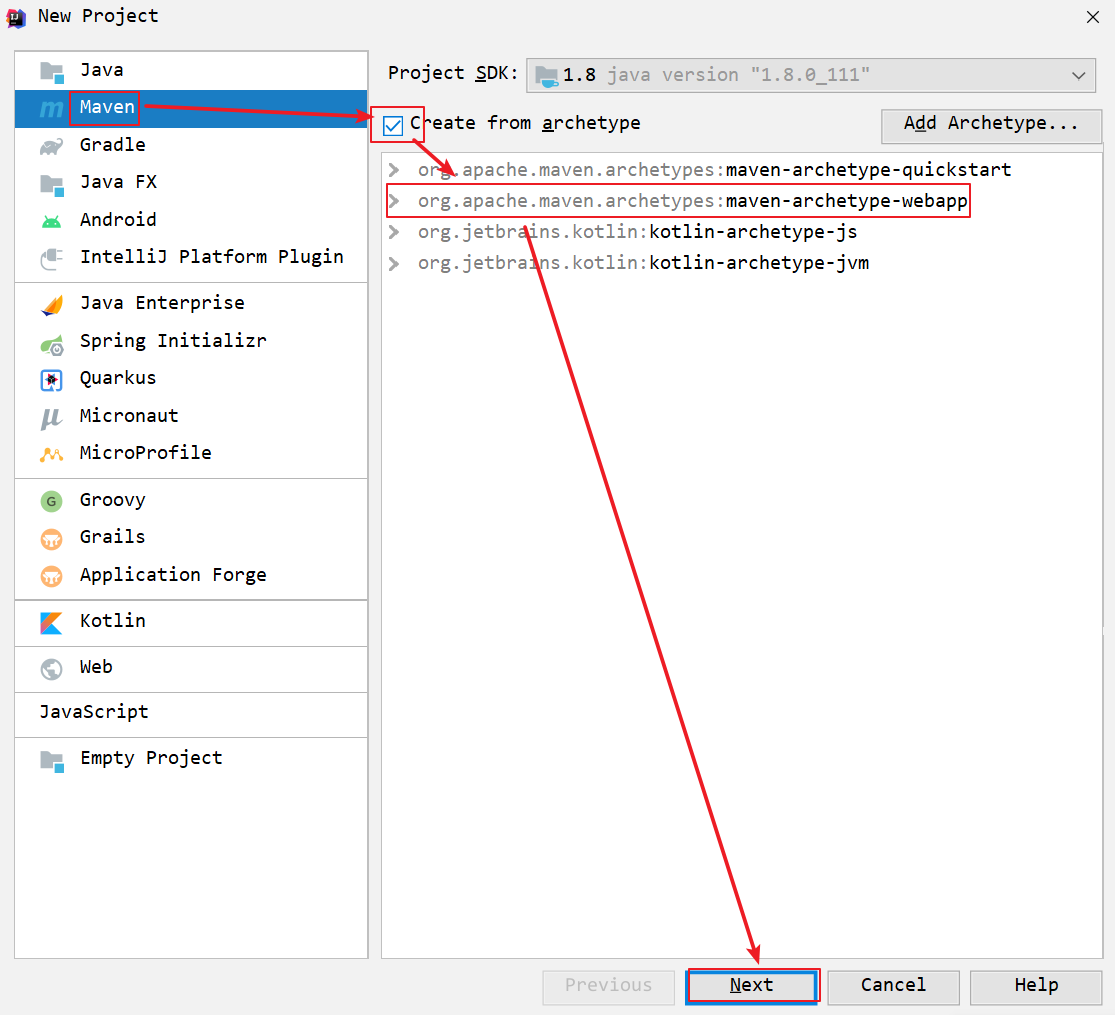 New Project
Java
Maven
Gradle
Java FX
Android
IntelliJ Platform Plugin
Java Enterprise
Spring Initializr
Quarkus
Micronaut
MicroProfile
Groovy
Grails
Application Forge
Kotlin
Web
JavaScript
Empty Project
Project SDK: 1.8 java version "1.8.0_111"
Create from archetype
Add Archetype...
org.apache.maven.archetypes:maven-archetype-quickstart
org.apache.maven.archetypes:maven-archetype-webapp
org.jetbrains.kotlin:kotlin-archetype-js
org.jetbrains.kotlin:kotlin-archetype-jvm
Previous
Next
Cancel
Help